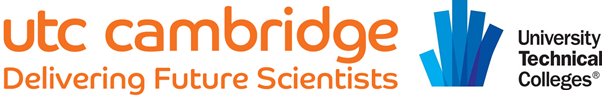 utc cambridge
Delivering Future Scientists
University
Technical
Colleges®